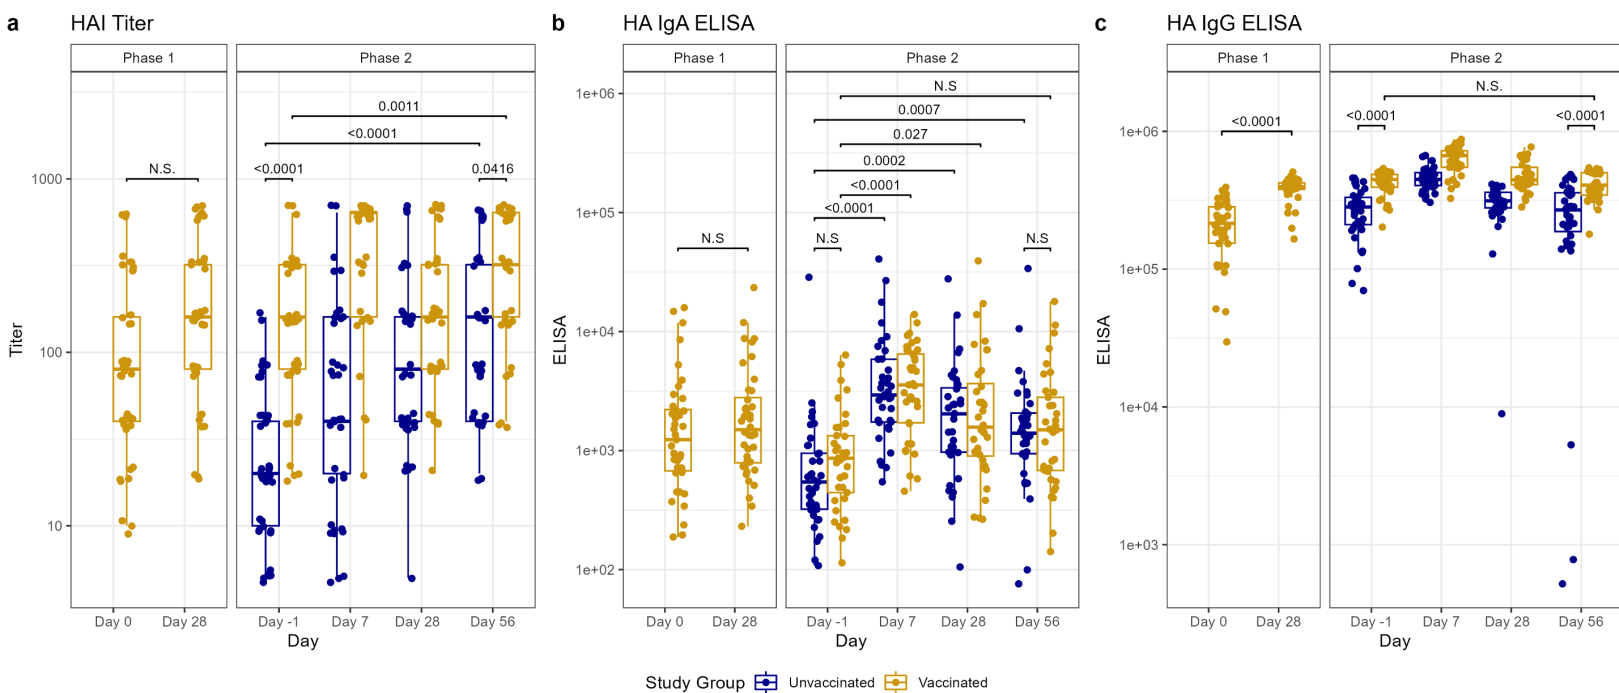 a HAI Titer
Phase 1 Phase 2
0.0011
<0.0001
N.S. <0.0001 0.0416
1000
100
10
Titer
Day 0 Day 28 Day -1 Day 7 Day 28 Day 56
Day
b HA IgA ELISA
Phase 1 Phase 2
1e+06
N.S
0.0007
0.027
0.0002
<0.0001
1e+05
<0.0001
N.S N.S N.S
1e+04
1e+03
1e+02
ELISA
Day 0 Day 28 Day -1 Day 7 Day 28 Day 56
Day
c HA IgG ELISA
Phase 1 Phase 2
N.S.
<0.0001 <0.0001 <0.0001
1e+06
1e+05
1e+04
1e+03
ELISA
Day 0 Day 28 Day -1 Day 7 Day 28 Day 56
Day
Study Group Unvaccinated Vaccinated